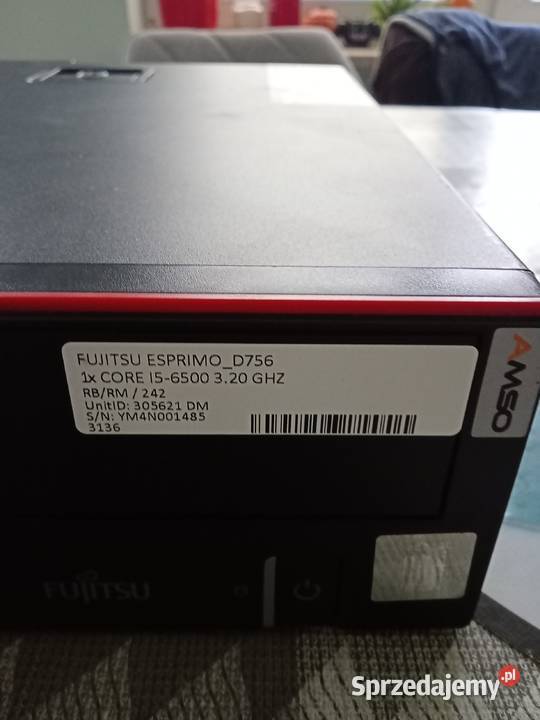 FUJITSU ESPRIMO_D756
1x CORE I5-6500 3.20 GHZ
RB/RM / 242
UnitID: 305621 DM
S/N: YM4N001485
3136
AMSO
FUJITSU
Sprzedajemy.pl